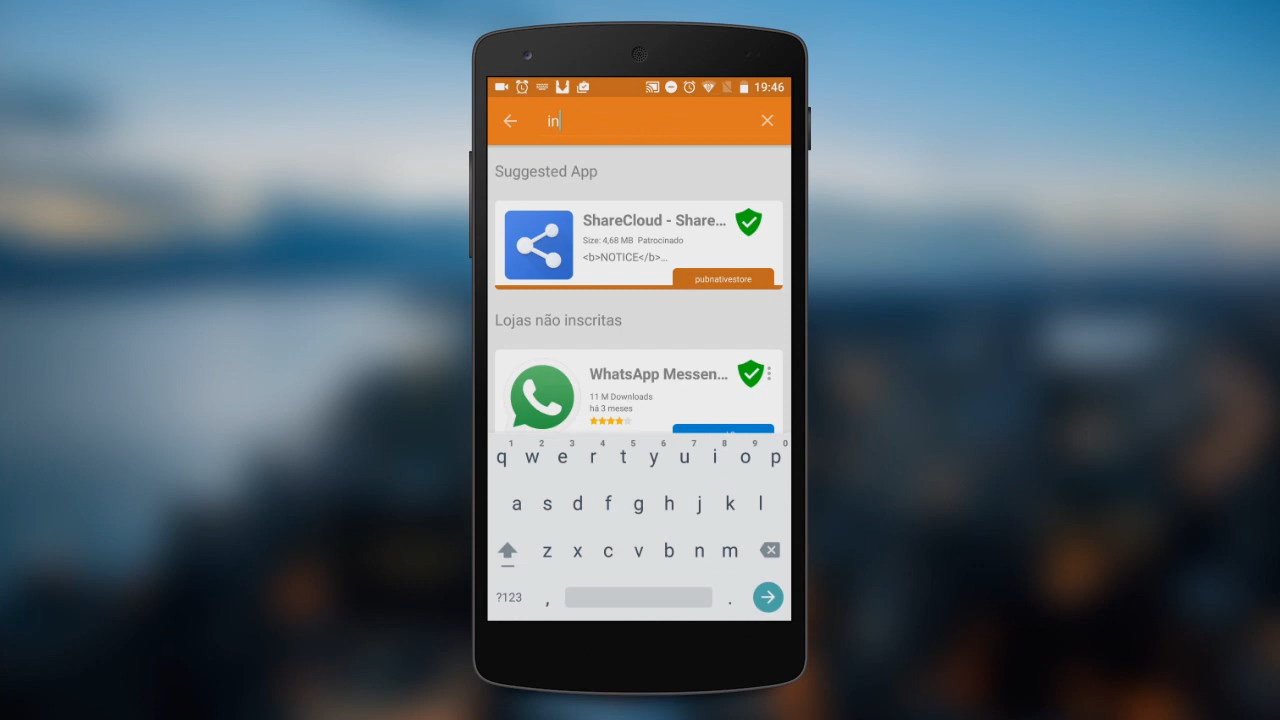 19:46
in
Suggested App
ShareCloud - Share...
Size: 4,68 MB Patrocinado
<b>NOTICE</b>...
pubnativestore
Lojas não inscritas
WhatsApp Messen...
11 M Downloads
há 3 meses
1 2 3 4 5 6 7 8 9 0
q w e r t y u i o p
a s d f g h j k l
z x c v b n m
?123 , .